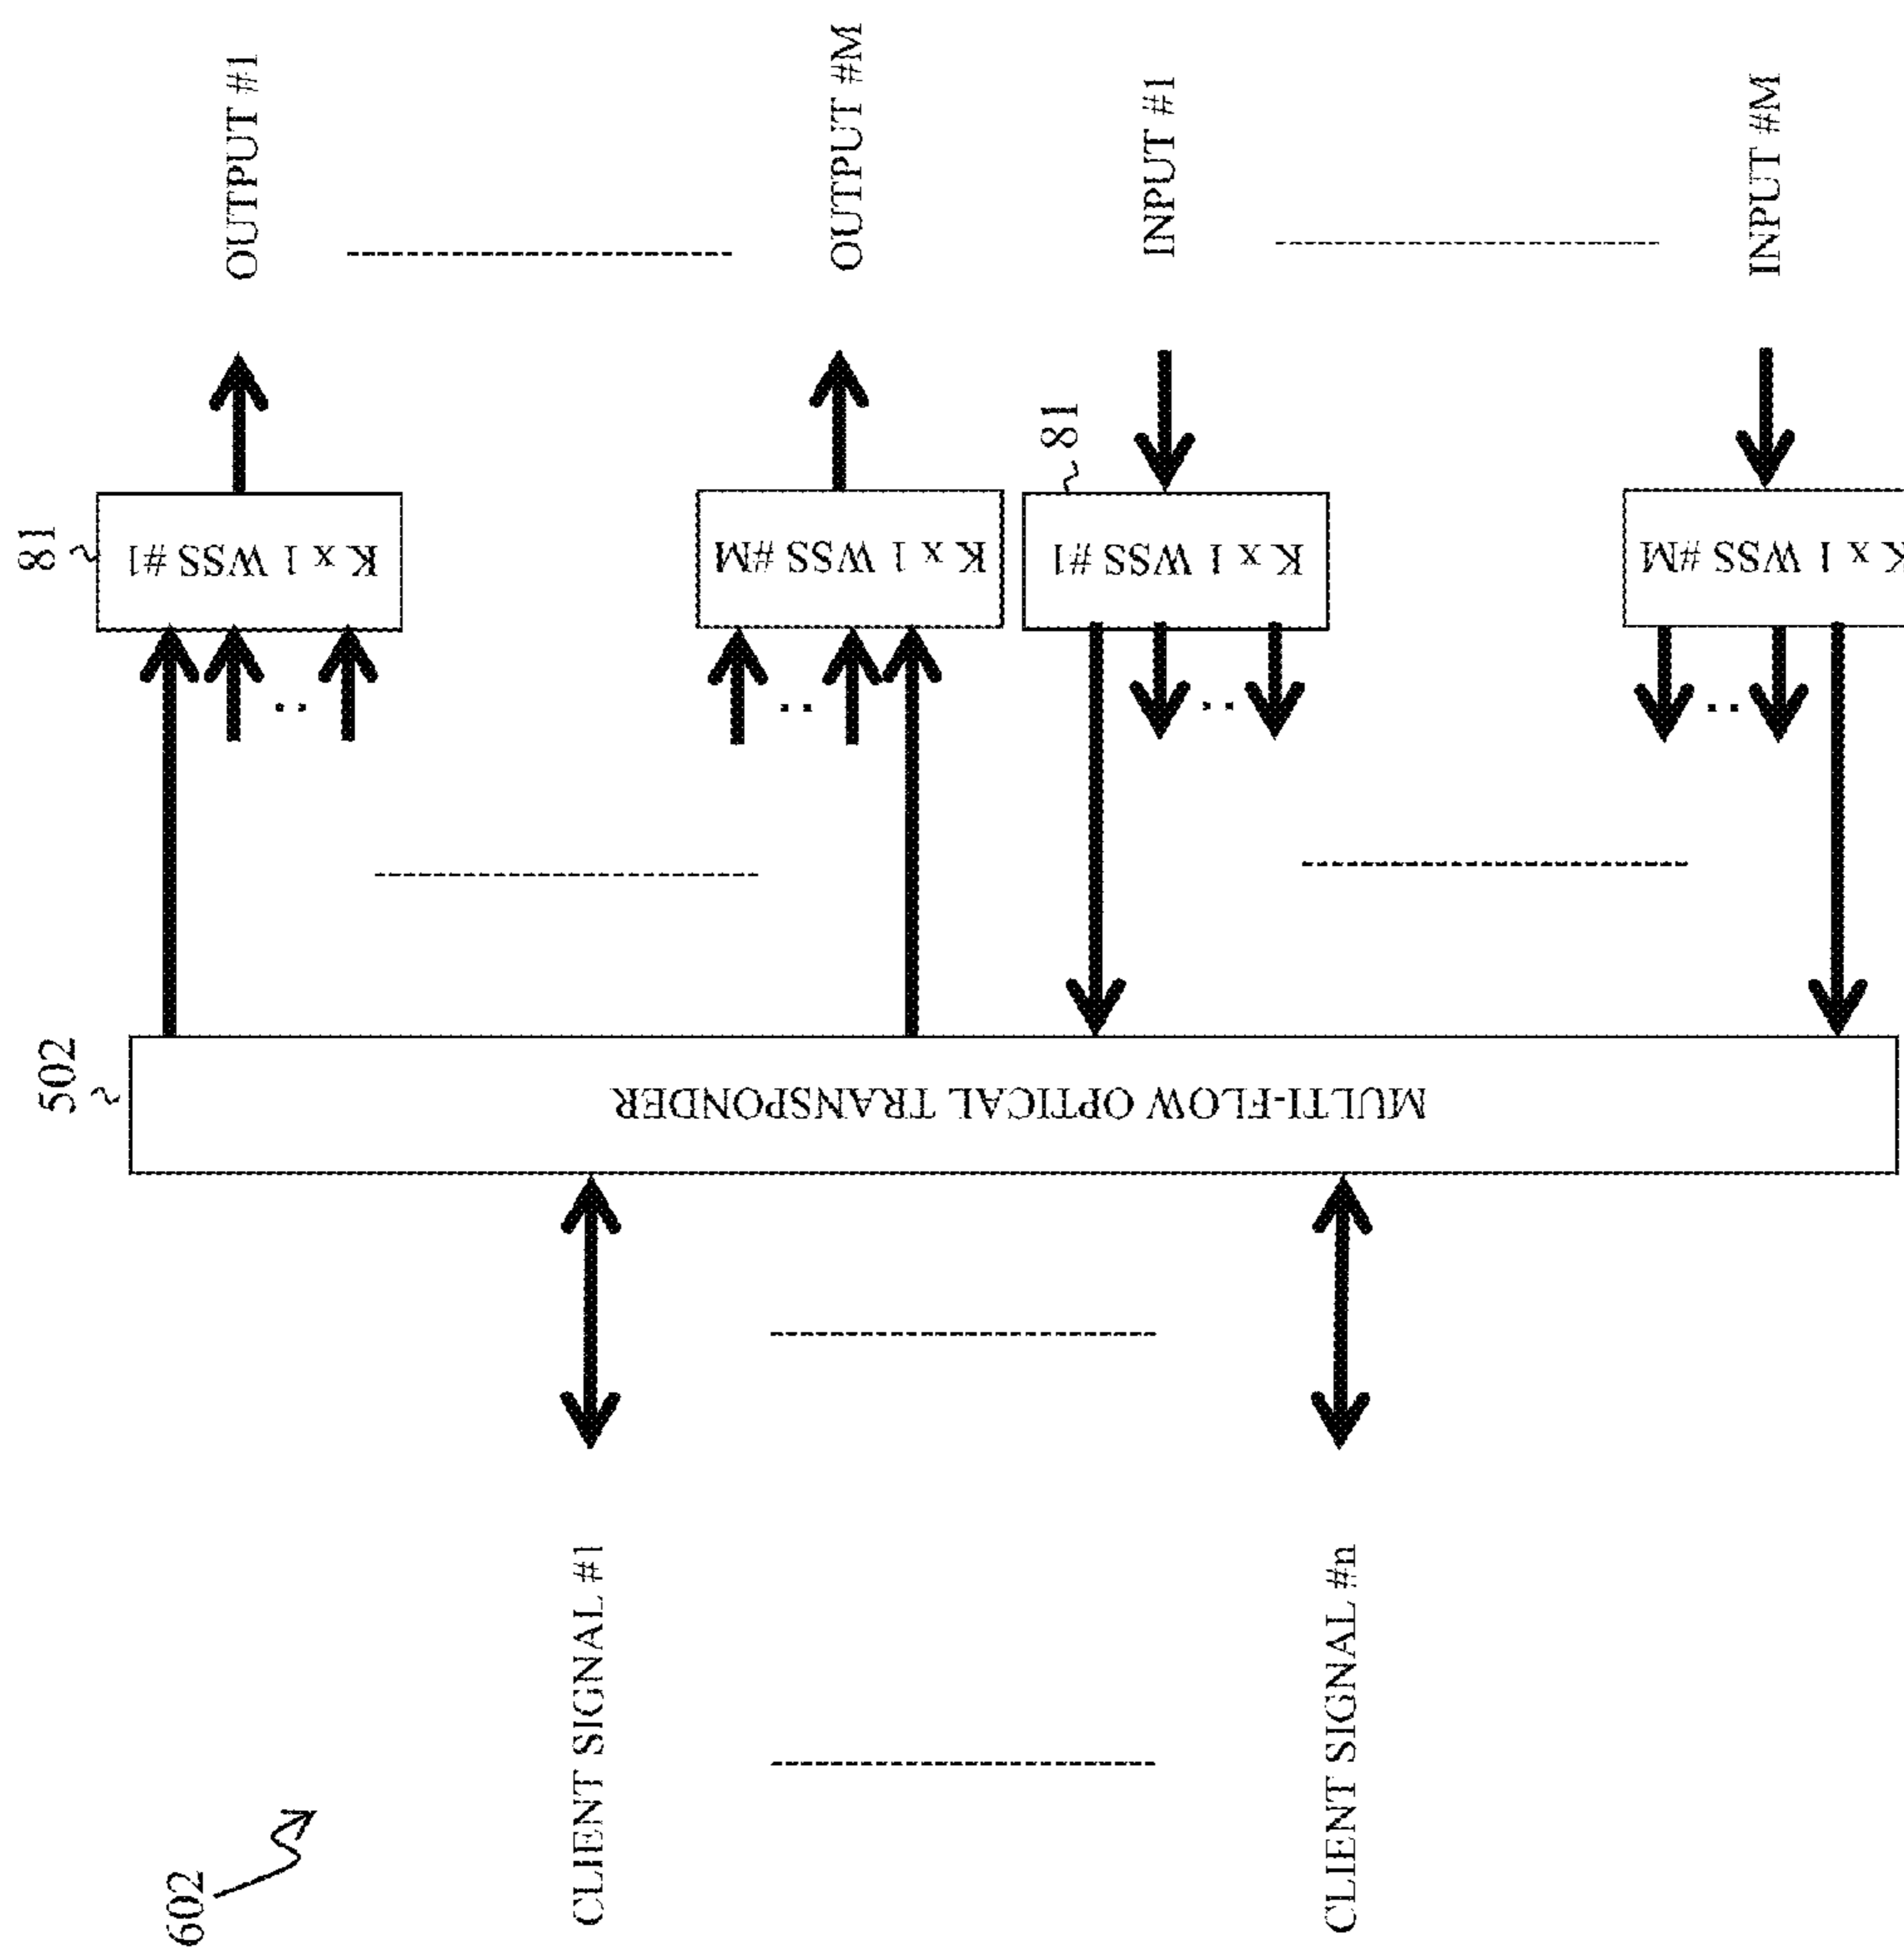 602
CLIENT SIGNAL #1
CLIENT SIGNAL #n
502
MULTI-FLOW OPTICAL TRANSPONDER
81
K x 1 WSS #1
K x 1 WSS #M
81
K x 1 WSS #1
K x 1 WSS #M
OUTPUT #1
OUTPUT #M
INPUT #1
INPUT #M